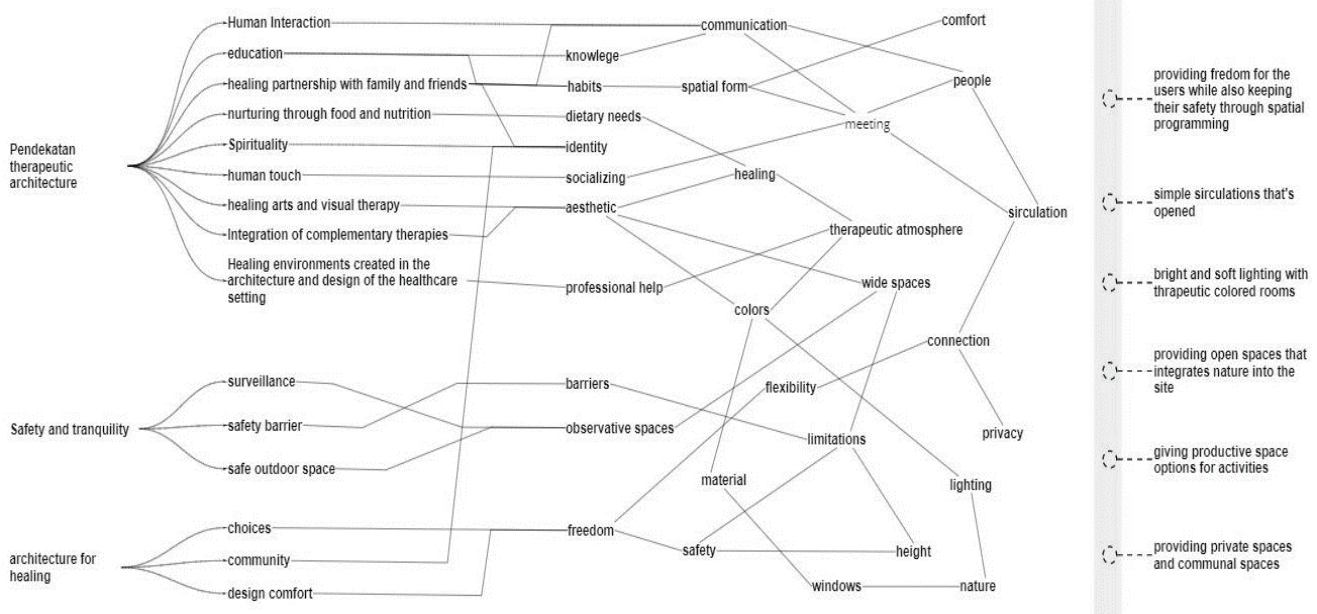 Pendekatan
therapeutic
architecture
Human Interaction
education
healing partnership with family and friends
nurturing through food and nutrition
Spirituality
human touch
healing arts and visual therapy
Integration of complementary therapies
Healing environments created in the
architecture and design of the healthcare
setting
Safety and tranquility
surveillance
safety barrier
safe outdoor space
architecture for
healing
choices
community
design comfort
knowlege
habits
dietary needs
identity
socializing
aesthetic
professional help
barriers
observative spaces
freedom
communication
spatial form
healing
colors
flexibility
material
safety
comfort
people
meeting
therapeutic atmosphere
wide spaces
limitations
height
windows
sirculation
connection
privacy
lighting
nature
providing fredom for the
users while also keeping
their safety through spatial
programming
simple sirculations that's
opened
bright and soft lighting with
thrapeutic colored rooms
providing open spaces that
integrates nature into the
site
giving productive space
options for activities
providing private spaces
and communal spaces